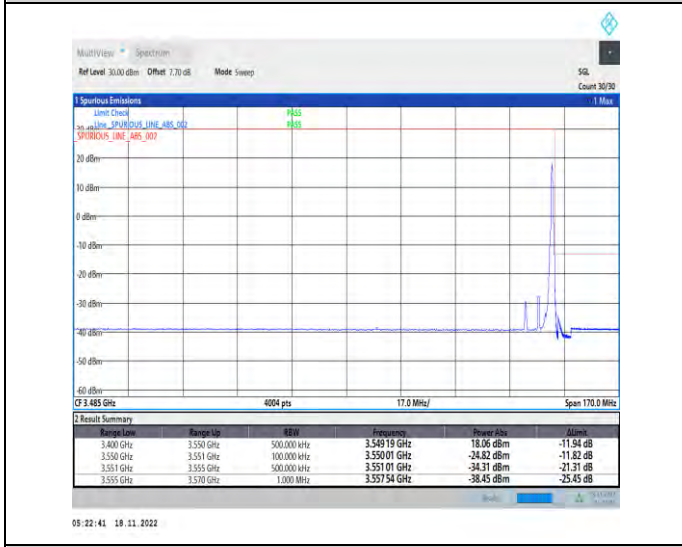 MultiView Spectrum
Ref Level 30.00 dBm Offset 7.70 dB Mode Sweep SGL
Count 30/30
1 Spurious Emissions 1 Max
Limit Check PASS
Line _SPURIOUS_LINE_ABS_002 PASS
_SPURIOUS_LINE_ABS_002
20 dBm
10 dBm
0 dBm
-10 dBm
-20 dBm
-30 dBm
-40 dBm
-50 dBm
-60 dBm
CF 3.485 GHz 4004 pts 17.0 MHz/ Span 170.0 MHz
2 Result Summary
Range Low Range Up RBW Frequency Power Abs ΔLimit
3.400 GHz 3.550 GHz 500.000 kHz 3.549 19 GHz 18.06 dBm -11.94 dB
3.550 GHz 3.551 GHz 100.000 kHz 3.550 01 GHz -24.82 dBm -11.82 dB
3.551 GHz 3.555 GHz 500.000 kHz 3.551 01 GHz -34.31 dBm -21.31 dB
3.555 GHz 3.570 GHz 1.000 MHz 3.557 54 GHz -38.45 dBm -25.45 dB
05:22:41 18.11.2022